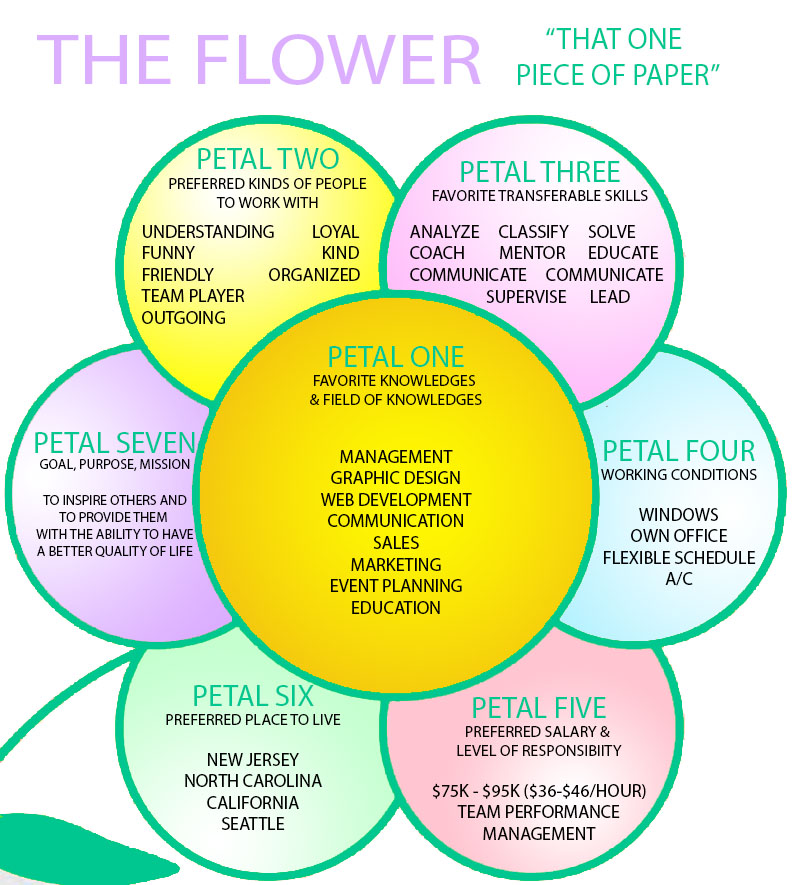 THE FLOWER
“THAT ONE
PIECE OF PAPER”
PETAL TWO
PREFERRED KINDS OF PEOPLE
TO WORK WITH
UNDERSTANDING LOYAL
FUNNY KIND
FRIENDLY ORGANIZED
TEAM PLAYER
OUTGOING
PETAL THREE
FAVORITE TRANSFERABLE SKILLS
ANALYZE CLASSIFY SOLVE
COACH MENTOR EDUCATE
COMMUNICATE COMMUNICATE
SUPERVISE LEAD
PETAL ONE
FAVORITE KNOWLEDGES
& FIELD OF KNOWLEDGES
MANAGEMENT
GRAPHIC DESIGN
WEB DEVELOPMENT
COMMUNICATION
SALES
MARKETING
EVENT PLANNING
EDUCATION
PETAL SEVEN
GOAL, PURPOSE, MISSION
TO INSPIRE OTHERS AND
TO PROVIDE THEM
WITH THE ABILITY TO HAVE
A BETTER QUALITY OF LIFE
PETAL FOUR
WORKING CONDITIONS
WINDOWS
OWN OFFICE
FLEXIBLE SCHEDULE
A/C
PETAL SIX
PREFERRED PLACE TO LIVE
NEW JERSEY
NORTH CAROLINA
CALIFORNIA
SEATTLE
PETAL FIVE
PREFERRED SALARY &
LEVEL OF RESPONSIBITY
$75K - $95K ($36-$46/HOUR)
TEAM PERFORMANCE
MANAGEMENT